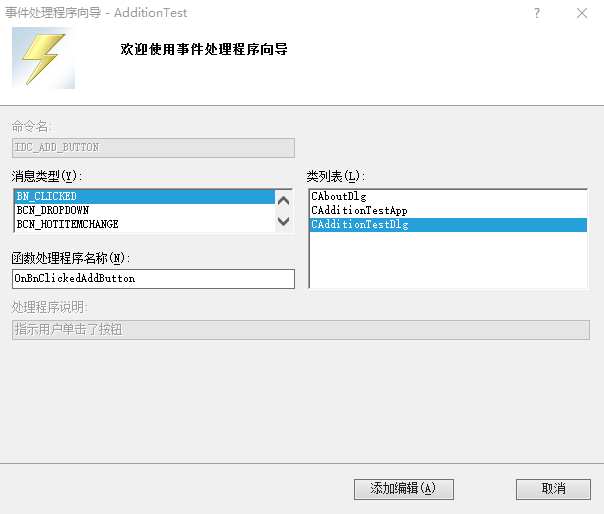 事件处理程序向导 - AdditionTest
欢迎使用事件处理程序向导
命令名:
IDC_ADD_BUTTON
消息类型(Y):
BN_CLICKED
BCN_DROPDOWN
BCN_HOTITEMCHANGE
类列表(L):
CAboutDlg
CAdditionTestApp
CAdditionTestDlg
函数处理程序名称(N):
OnBnClickedAddButton
处理程序说明:
指示用户单击了按钮
添加编辑(A)
取消